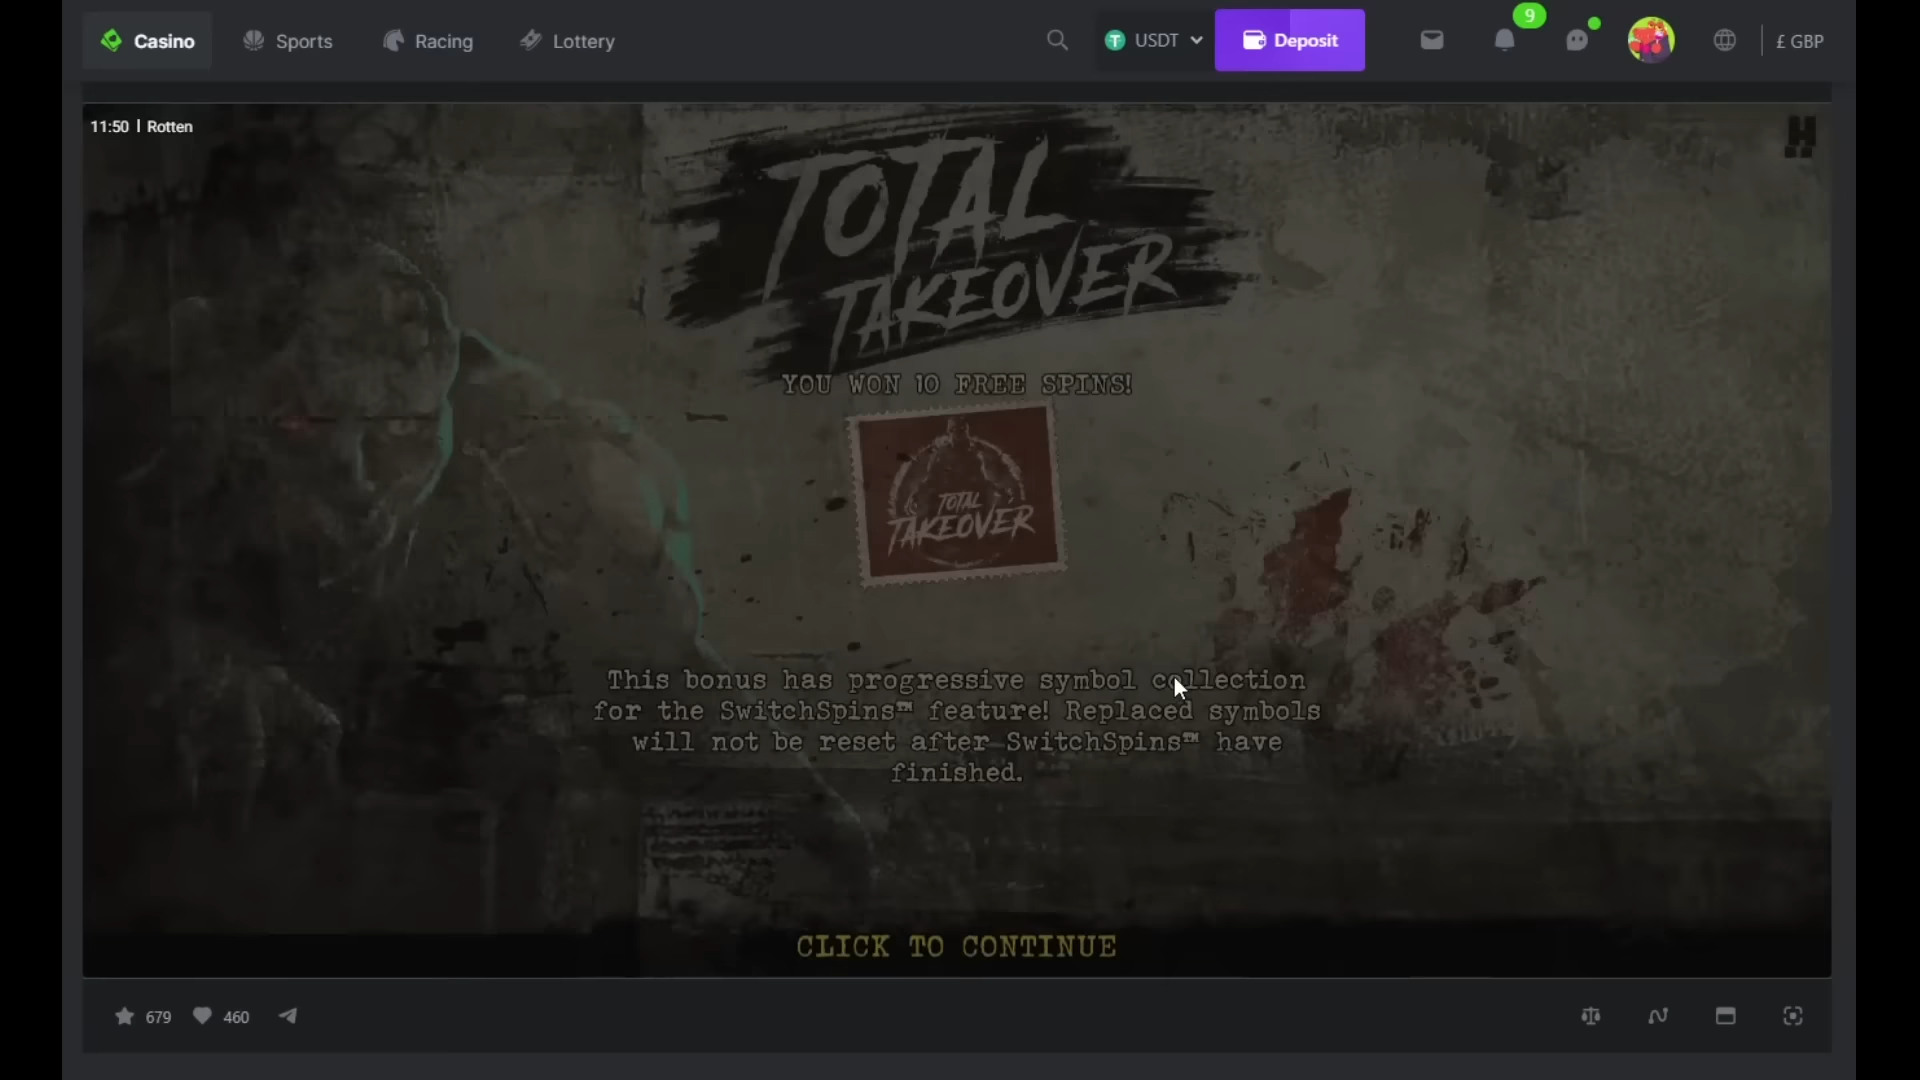 Casino
Sports
Racing
Lottery
USDT
Deposit
9
£ GBP
11:50 | Rotten
TOTAL
TAKEOVER
YOU WON 10 FREE SPINS!
TOTAL
TAKEOVER
This bonus has progressive symbol collection
for the SwitchSpins™ feature! Replaced symbols
will not be reset after SwitchSpins™ have
finished.
CLICK TO CONTINUE
679
460